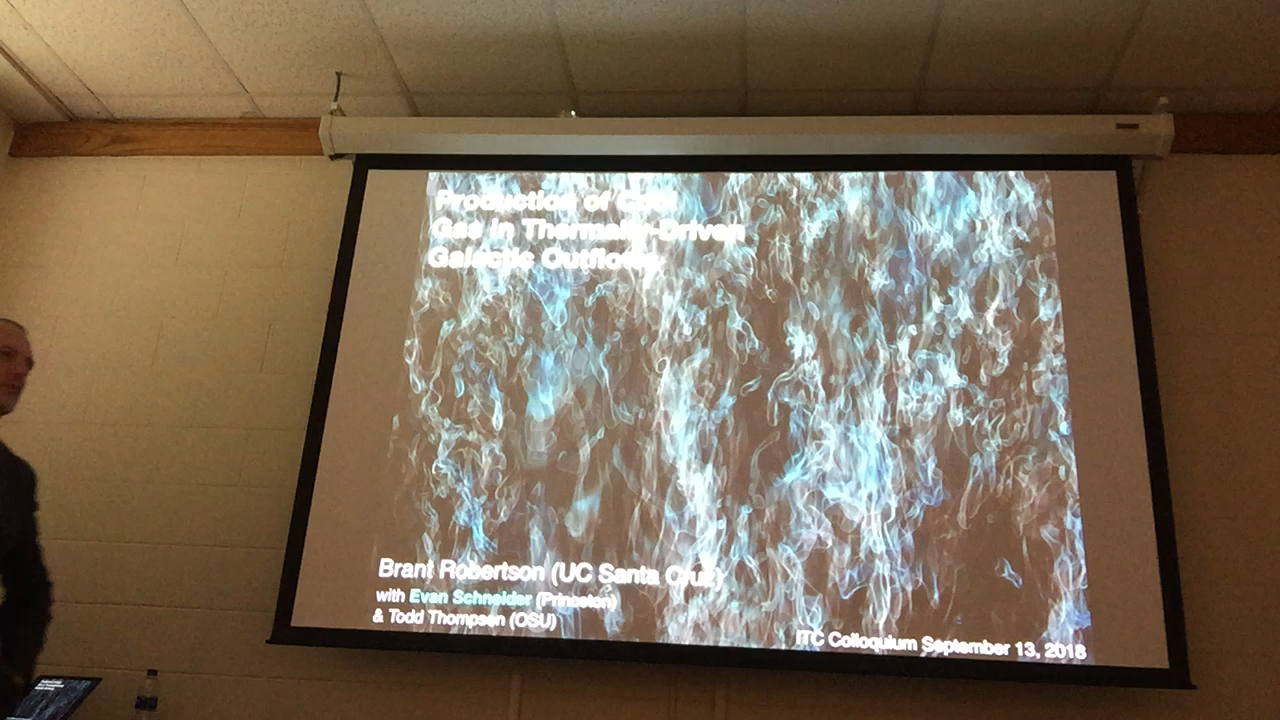 Production of Cold
Gas in Thermally-Driven
Galactic Outflows
Brant Robertson (UC Santa Cruz)
with Evan Schneider (Princeton)
& Todd Thompson (OSU)
ITC Colloquium September 13, 2018